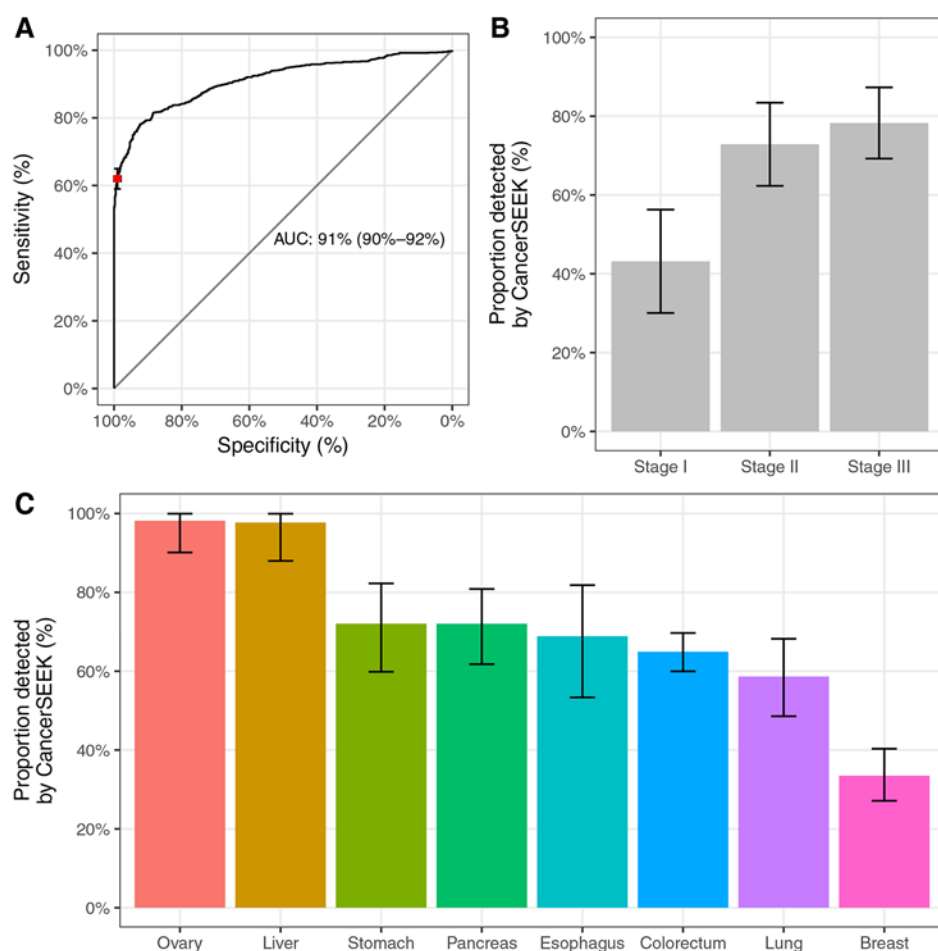 A
100%
80%
60%
40%
20%
0%
Sensitivity (%)
AUC: 91% (90%–92%)
100% 80% 60% 40% 20% 0%
Specificity (%)
B
100%
80%
60%
40%
20%
0%
Proportion detected
by CancerSEEK (%)
Stage I Stage II Stage III
C
100%
80%
60%
40%
20%
0%
Proportion detected
by CancerSEEK (%)
Ovary Liver Stomach Pancreas Esophagus Colorectum Lung Breast